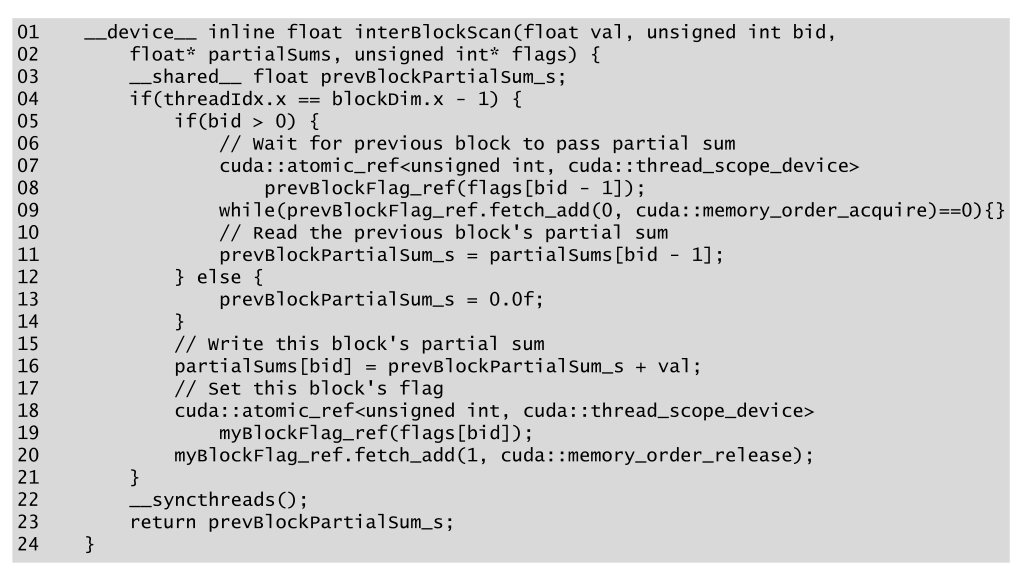 01 __device__ inline float interBlockScan(float val, unsigned int bid,
02 float* partialSums, unsigned int* flags) {
03 __shared__ float prevBlockPartialSum_s;
04 if(threadIdx.x == blockDim.x - 1) {
05 if(bid > 0) {
06 // Wait for previous block to pass partial sum
07 cuda::atomic_ref<unsigned int, cuda::thread_scope_device>
08 prevBlockFlag_ref(flags[bid - 1]);
09 while(prevBlockFlag_ref.fetch_add(0, cuda::memory_order_acquire)==0){}
10 // Read the previous block's partial sum
11 prevBlockPartialSum_s = partialSums[bid - 1];
12 } else {
13 prevBlockPartialSum_s = 0.0f;
14 }
15 // Write this block's partial sum
16 partialSums[bid] = prevBlockPartialSum_s + val;
17 // Set this block's flag
18 cuda::atomic_ref<unsigned int, cuda::thread_scope_device>
19 myBlockFlag_ref(flags[bid]);
20 myBlockFlag_ref.fetch_add(1, cuda::memory_order_release);
21 }
22 __syncthreads();
23 return prevBlockPartialSum_s;
24 }